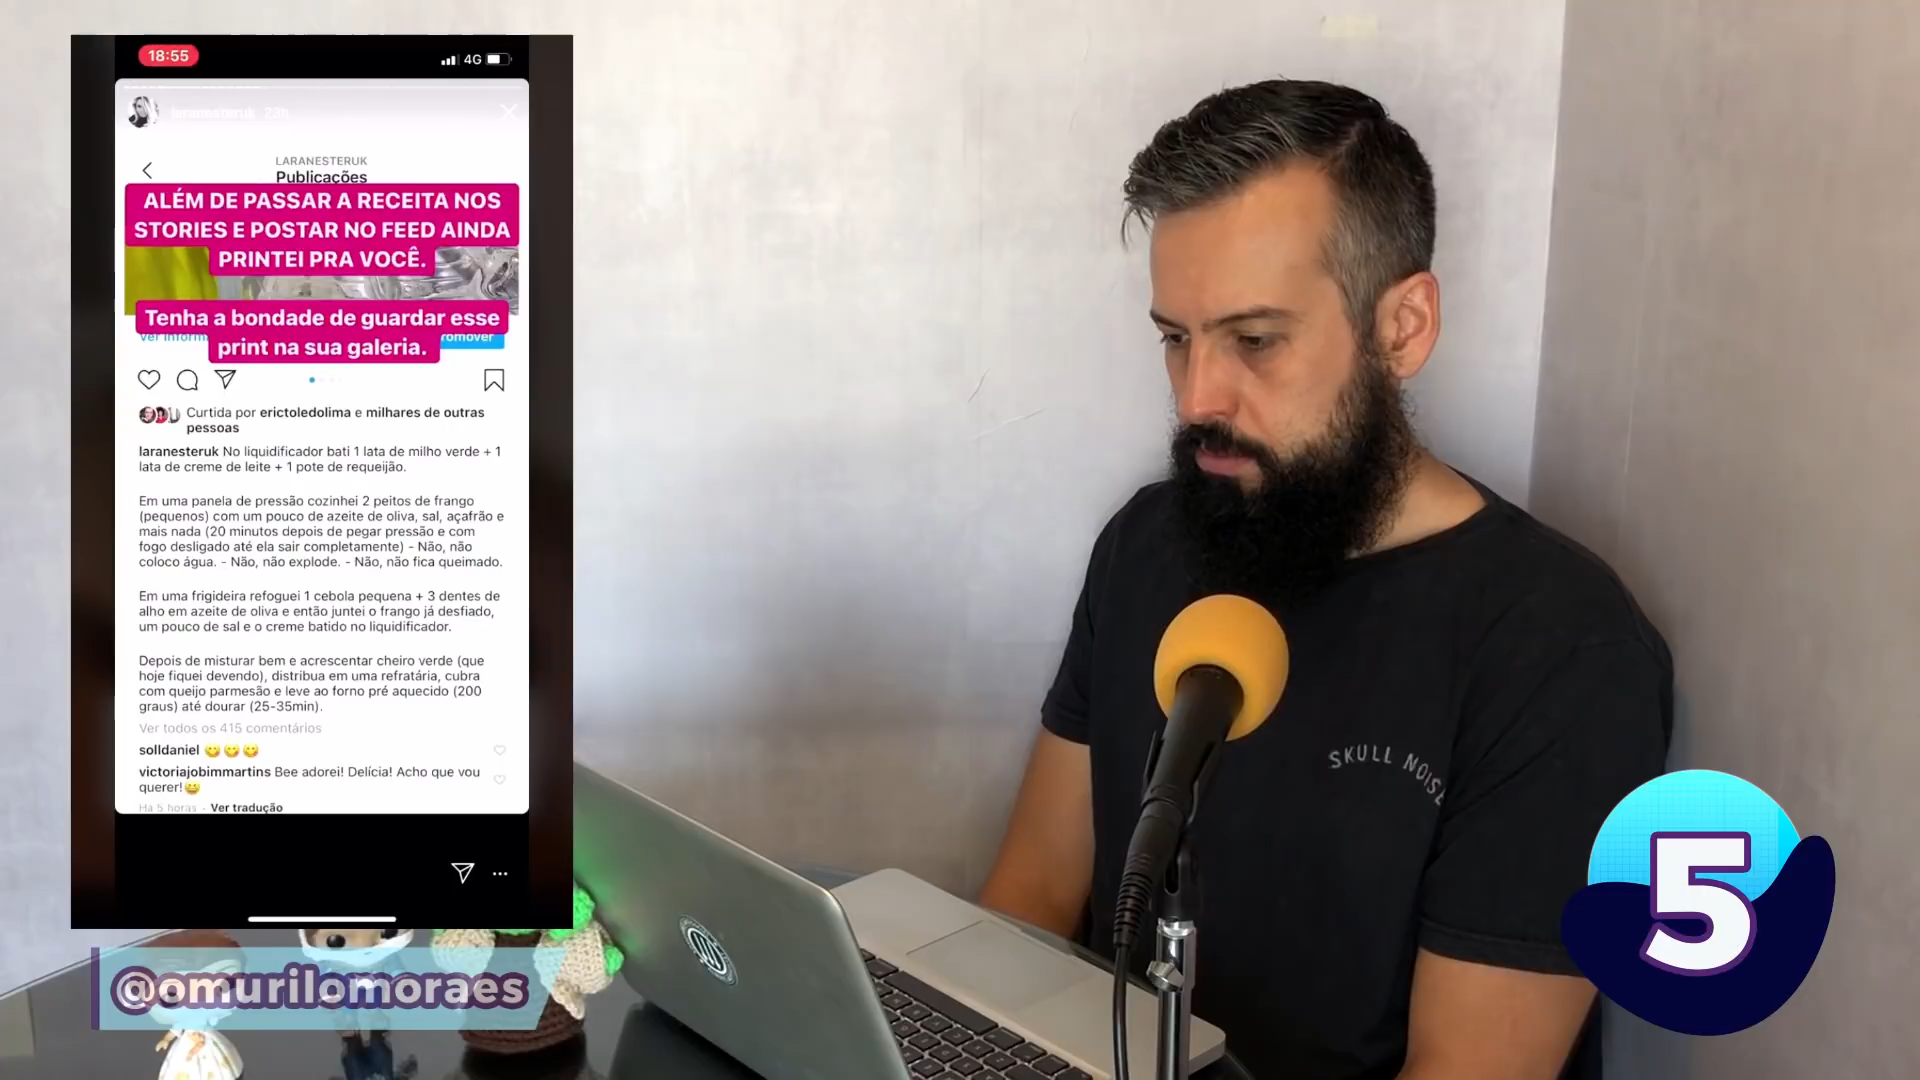 18:55
4G
laranesteruk 23h
LARANESTERUK
Publicações
ALÉM DE PASSAR A RECEITA NOS
STORIES E POSTAR NO FEED AINDA
PRINTEI PRA VOCÊ.
Tenha a bondade de guardar esse
print na sua galeria.
Curtida por erictoledolima e milhares de outras
pessoas
laranesteruk No liquidificador bati 1 lata de milho verde + 1
lata de creme de leite + 1 pote de requeijão.
Em uma panela de pressão cozinhei 2 peitos de frango
(pequenos) com um pouco de azeite de oliva, sal, açafrão e
mais nada (20 minutos depois de pegar pressão e com
fogo desligado até ela sair completamente) - Não, não
coloco água. - Não, não explode. - Não, não fica queimado.
Em uma frigideira refoguei 1 cebola pequena + 3 dentes de
alho em azeite de oliva e então juntei o frango já desfiado,
um pouco de sal e o creme batido no liquidificador.
Depois de misturar bem e acrescentar cheiro verde (que
hoje fiquei devendo), distribua em uma refratária, cubra
com queijo parmesão e leve ao forno pré aquecido (200
graus) até dourar (25-35min).
Ver todos os 415 comentários
solldaniel
victoriajobimmartins Bee adorei! Delícia! Acho que vou
querer!
Há 5 horas · Ver tradução
SKULL NOISE
5
@omurilomoraes